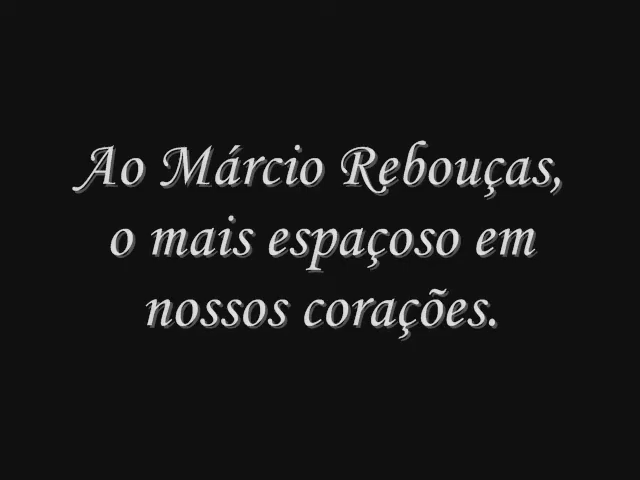 Ao Márcio Rebouças,
o mais espaçoso em
nossos corações.